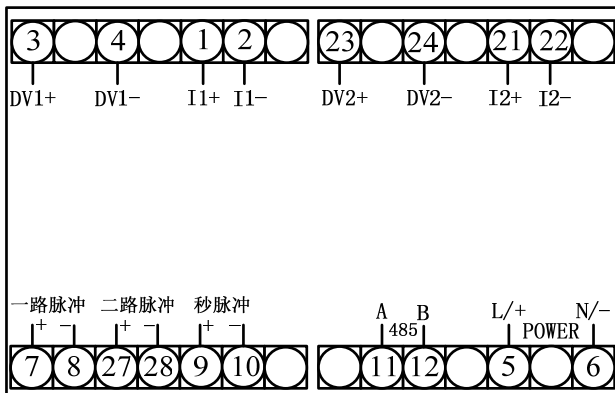 3 4 1 2 23 24 21 22
DV1+ DV1- I1+ I1- DV2+ DV2- I2+ I2-
一路脉冲 二路脉冲 秒脉冲 A B L/+ N/-
+ - + - + - 485 POWER
7 8 27 28 9 10 11 12 5 6